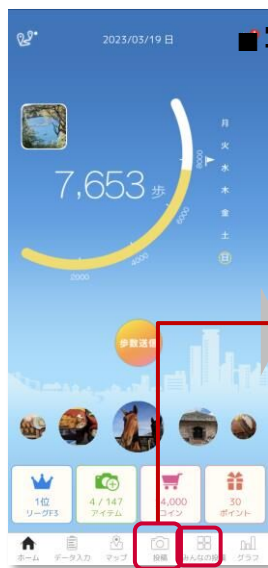 2023/03/19 日
月
火
水
木
金
土
日
8000
7,653 歩
6000
4000
2000
歩数送信
1位
リーグF3
4 / 147
アイテム
4,000
コイン
30
ポイント
ホーム
データ入力
マップ
投稿
みんなの投稿
グラフ